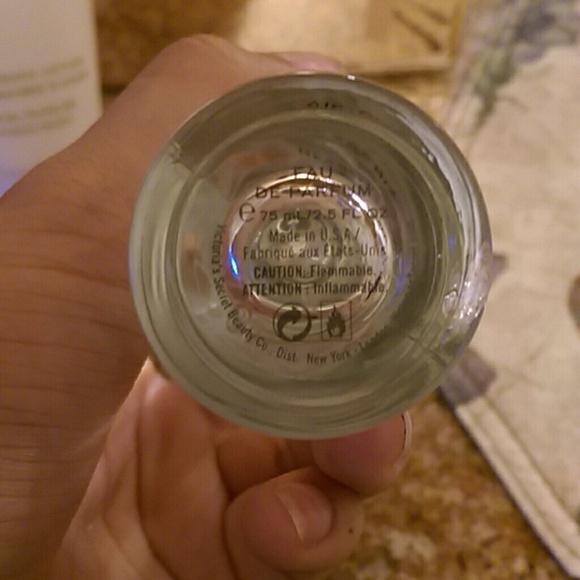 EAU
DE PARFUM
℮ 75 mL/2.5 FL OZ
Made in U.S.A/
Fabriqué aux États-Unis
CAUTION: Flammable.
ATTENTION : Inflammable.
Victoria's Secret Beauty Co., Dist. New York - London